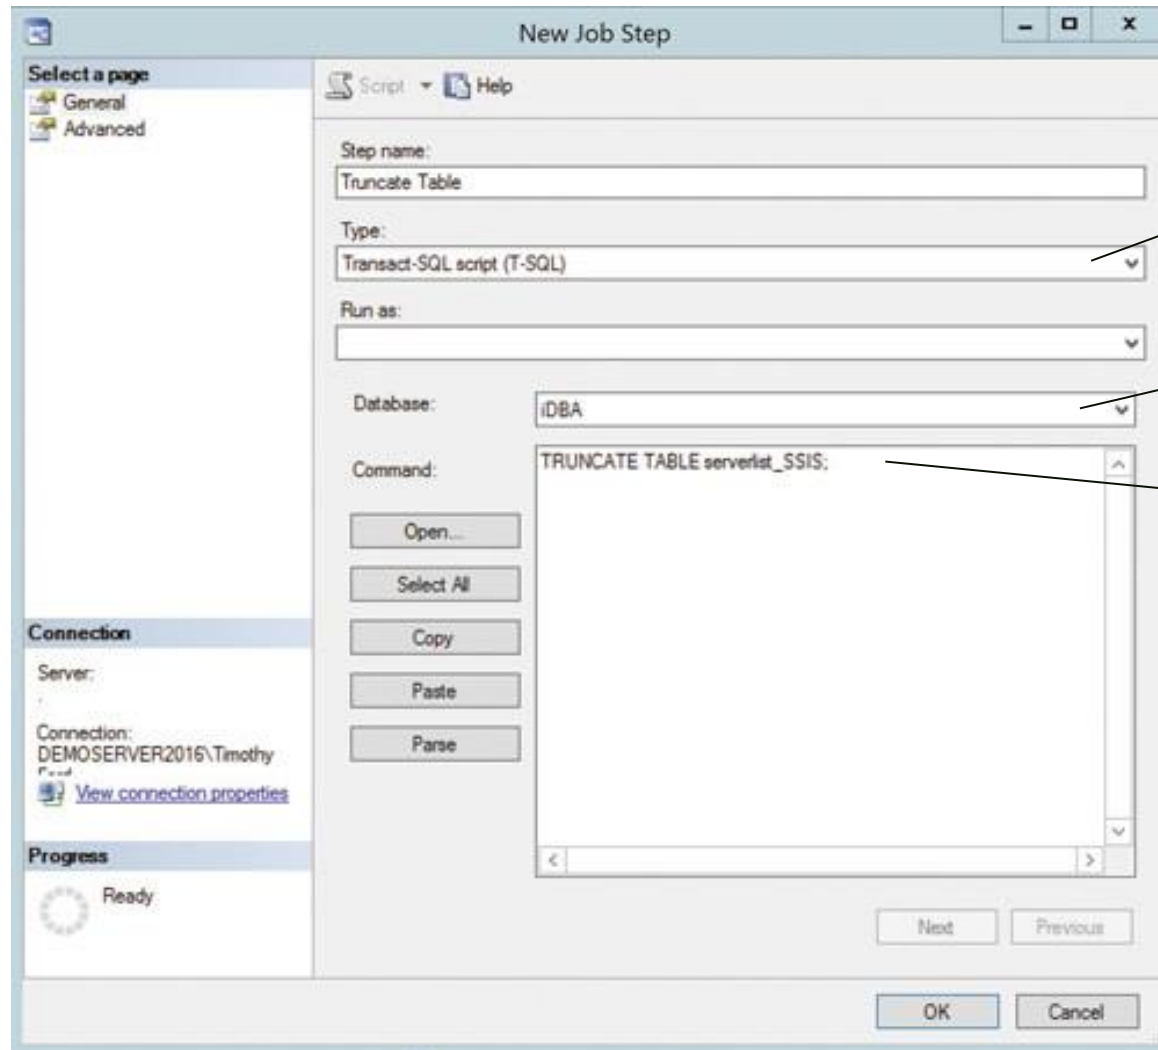 New Job Step
Select a page
General
Advanced
Script
Help
Step name:
Truncate Table
Type:
Transact-SQL script (T-SQL)
Run as:
Database:
iDBA
Command:
TRUNCATE TABLE serverlist_SSIS;
Open...
Select All
Copy
Paste
Parse
Connection
Server:
.
Connection:
DEMOSERVER2016\Timothy
View connection properties
Progress
Ready
Next
Previous
OK
Cancel